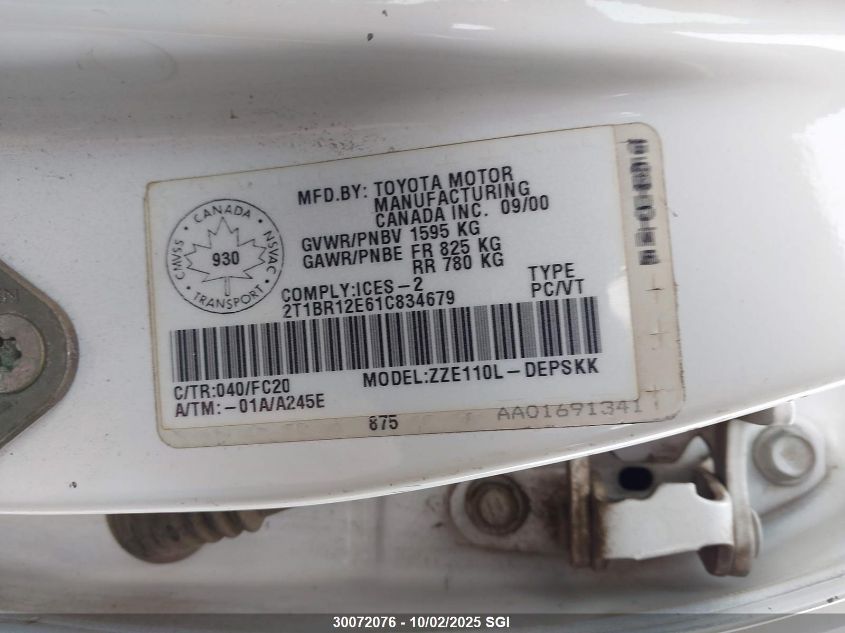 MFD.BY: TOYOTA MOTOR
MANUFACTURING
CANADA INC. 09/00
GVWR/PNBV 1595 KG
GAWR/PNBE FR 825 KG
RR 780 KG
CANADA
CMVSS 930 NSVAC
TRANSPORT
COMPLY:ICES-2
TYPE
2T1BR12E61C834679
PC/VT
C/TR:040/FC20
MODEL:ZZE110L-DEPSKK
A/TM:-01A/A245E
875
AA01691341
30072076 - 10/02/2025 SGI